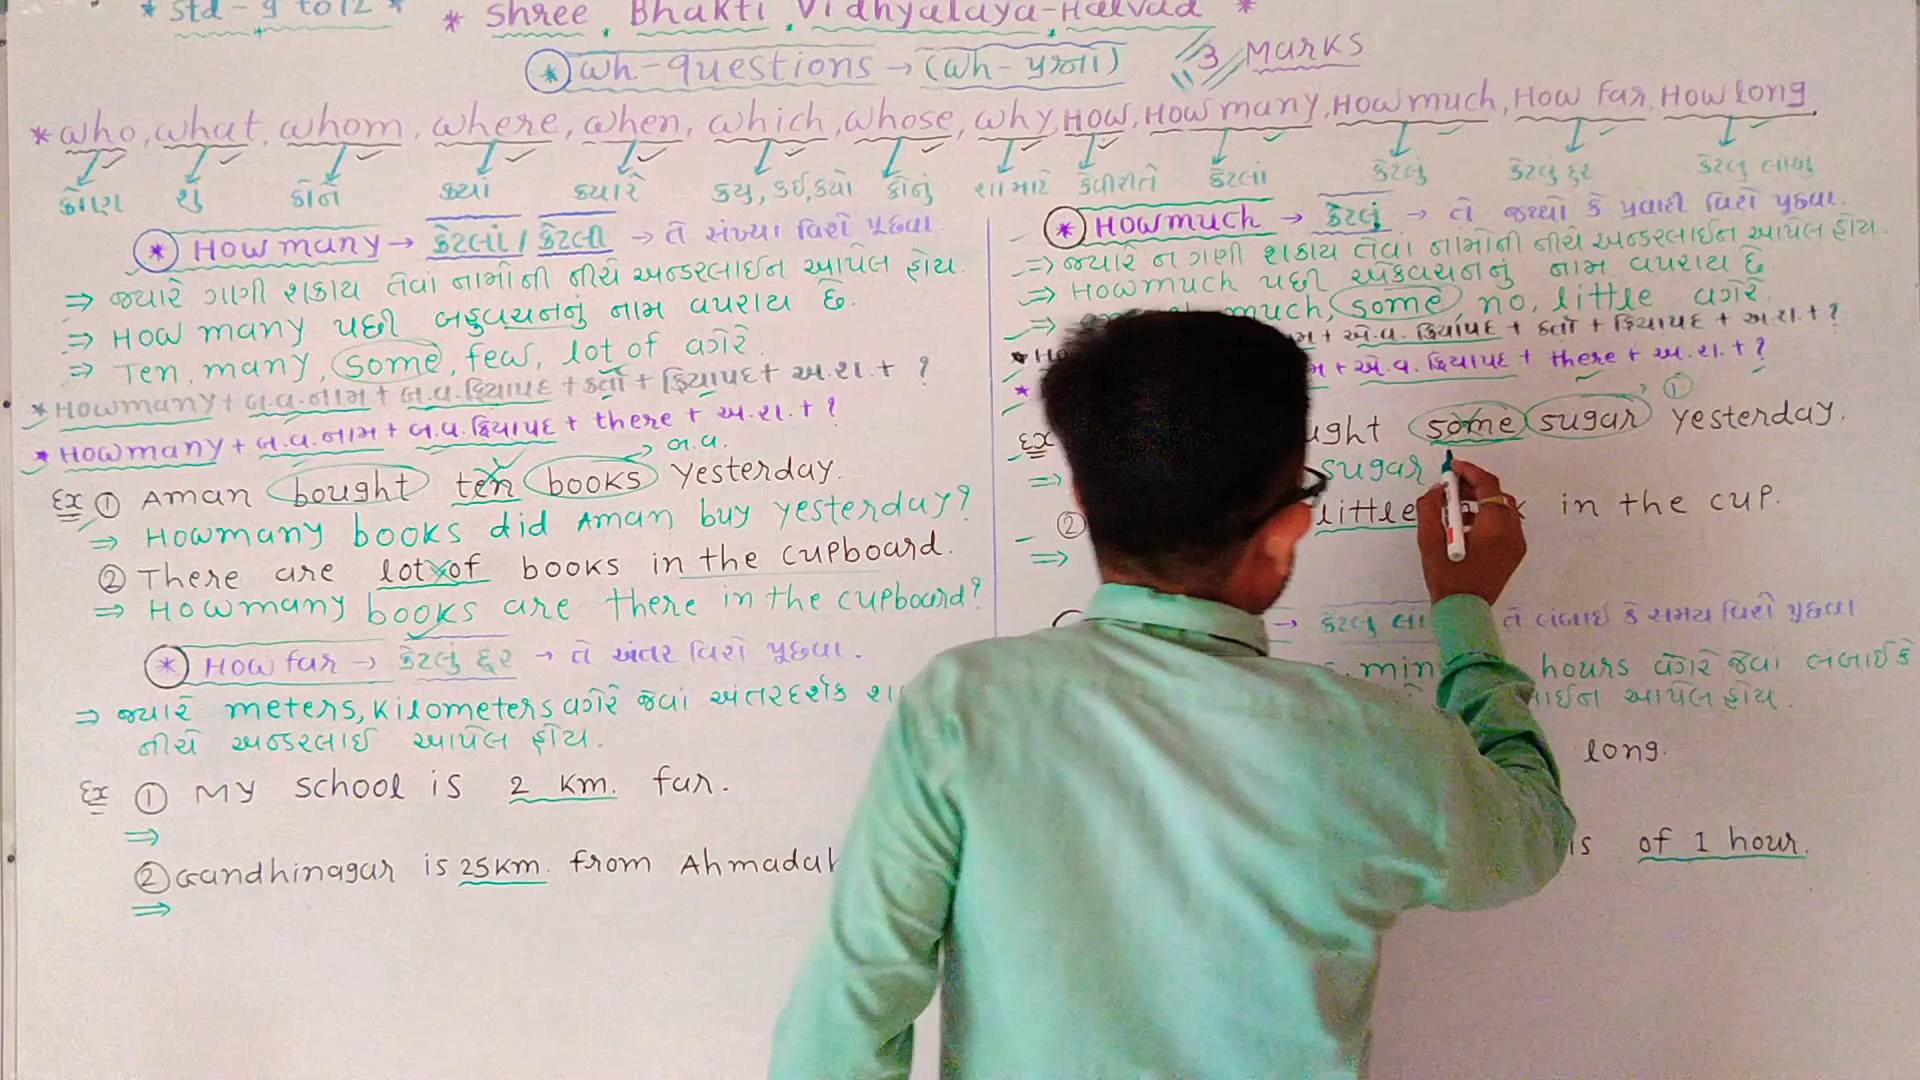 * Std - 9 to 12 *
* Shree Bhakti Vidhyalaya-Halvad *
* Wh-questions → (Wh-પ્રશ્નો) 3 Marks
* Who, What, Whom, Where, When, Which, Whose, Why, How, How many, How much, How far, How long
કોણ શું કોને ક્યાં ક્યારે કયુ, કઈ, કયો કોનું શા માટે કેવી રીતે કેટલાં કેટલું કેટલું દૂર કેટલું લાબું
* How many → કેટલાં / કેટલી → તે સંખ્યા વિશે પૂછવા.
⇒ જ્યારે ગણી શકાય તેવાં નામોની નીચે અન્ડરલાઈન આપેલ હોય.
⇒ How many પછી બહુવચનનું નામ વપરાય છે.
⇒ Ten, many, some, few, lot of વગેરે.
* How many + બ.વ. નામ + બ.વ. ક્રિયાપદ + કર્તા + ક્રિયાપદ + અ.શ. + ?
* How many + બ.વ. નામ + બ.વ. ક્રિયાપદ + there + અ.શ. + ?
બ.વ.
Ex ① Aman bought ten books yesterday.
⇒ How many books did Aman buy yesterday?
② There are lot of books in the cupboard.
⇒ How many books are there in the cupboard?
* How far → કેટલું દૂર → તે અંતર વિશે પૂછવા.
⇒ જ્યારે meters, kilometers વગેરે જેવાં અંતરદર્શક
નીચે અન્ડરલાઈ આપેલ હોય.
Ex ① My school is 2 km. far.
⇒
② Gandhinagar is 25km. from
⇒
* How much → કેટલું → તે જથ્થો કે પ્રવાહી વિશે પૂછવા.
⇒ જ્યારે ન ગણી શકાય તેવા નામોની નીચે અન્ડરલાઈન આપેલ હોય.
⇒ How much પછી એકવચનનું નામ વપરાય છે
⇒ much, some, no, little વગેરે.
+ એ.વ. ક્રિયાપદ + કર્તા + ક્રિયાપદ + અ.શ. + ?
+ એ.વ. ક્રિયાપદ + there + અ.શ. + ?
①
Ex some sugar yesterday.
⇒ sugar
② little in the cup.
⇒
→ કેટલું તે લંબાઈ કે સમય વિશે પૂછવા
hours વગેરે જેવાં લંબાઈ કે
આપેલ હોય.
long.
is of 1 hour.